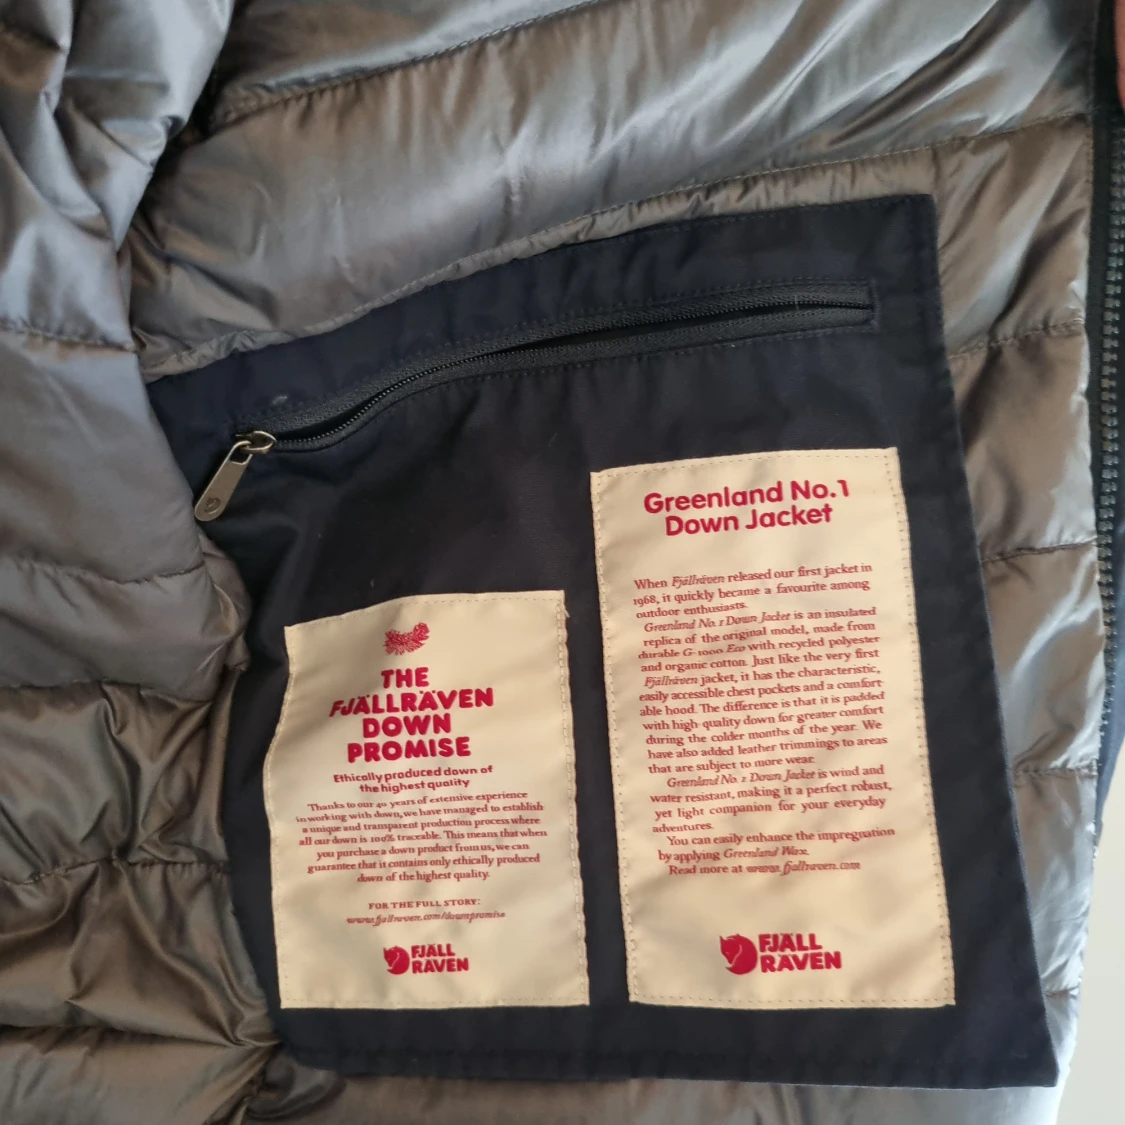 THE
FJÄLLRÄVEN
DOWN
PROMISE
Ethically produced down of
the highest quality
Thanks to our 40 years of extensive experience
in working with down, we have managed to establish
a unique and transparent production process where
all our down is 100% traceable. This means that when
you purchase a down product from us, we can
guarantee that it contains only ethically produced
down of the highest quality.
FOR THE FULL STORY:
www.fjallraven.com/downpromise
FJÄLL
RÄVEN
Greenland No.1
Down Jacket
When Fjällräven released our first jacket in
1968, it quickly became a favourite among
outdoor enthusiasts.
Greenland No. 1 Down Jacket is an insulated
replica of the original model, made from
durable G-1000 Eco with recycled polyester
and organic cotton. Just like the very first
Fjällräven jacket, it has the characteristic,
easily accessible chest pockets and a comfort-
able hood. The difference is that it is padded
with high-quality down for greater comfort
during the colder months of the year. We
have also added leather trimmings to areas
that are subject to more wear.
Greenland No. 1 Down Jacket is wind and
water resistant, making it a perfect robust,
yet light companion for your everyday
adventures.
You can easily enhance the impregnation
by applying Greenland Wax.
Read more at www.fjallraven.com
FJÄLL
RÄVEN